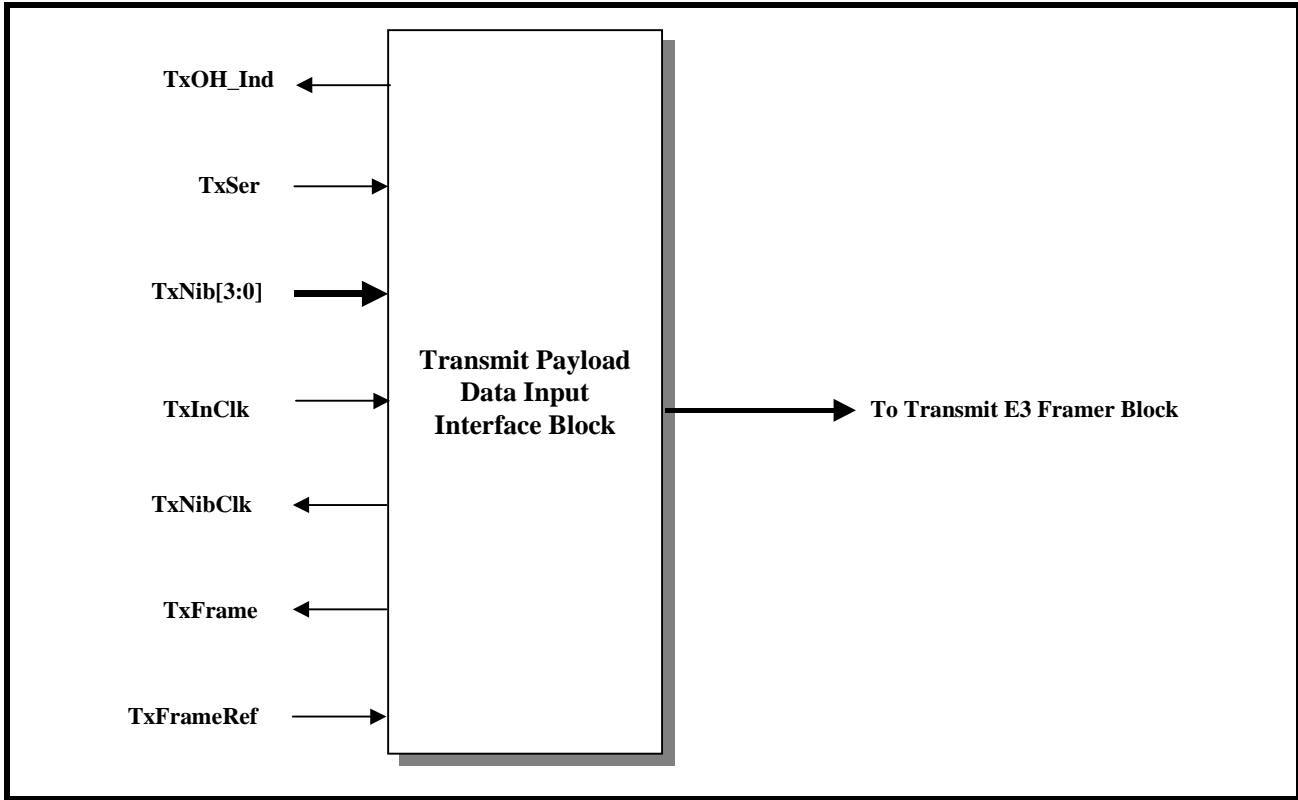 TxOH_Ind
TxSer
TxNib[3:0]
TxInClk
TxNibClk
TxFrame
TxFrameRef
Transmit Payload
Data Input
Interface Block
To Transmit E3 Framer Block